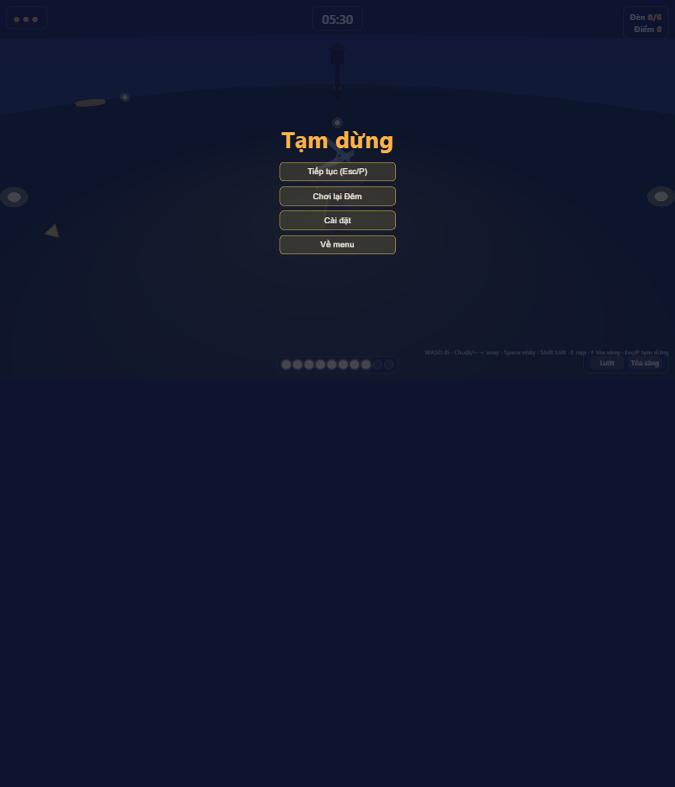 05:30
Đèn 0/8
Điểm 0
Tạm dừng
Tiếp tục (Esc/P)
Chơi lại Đêm
Cài đặt
Về menu
Lướt
Tỏa sáng